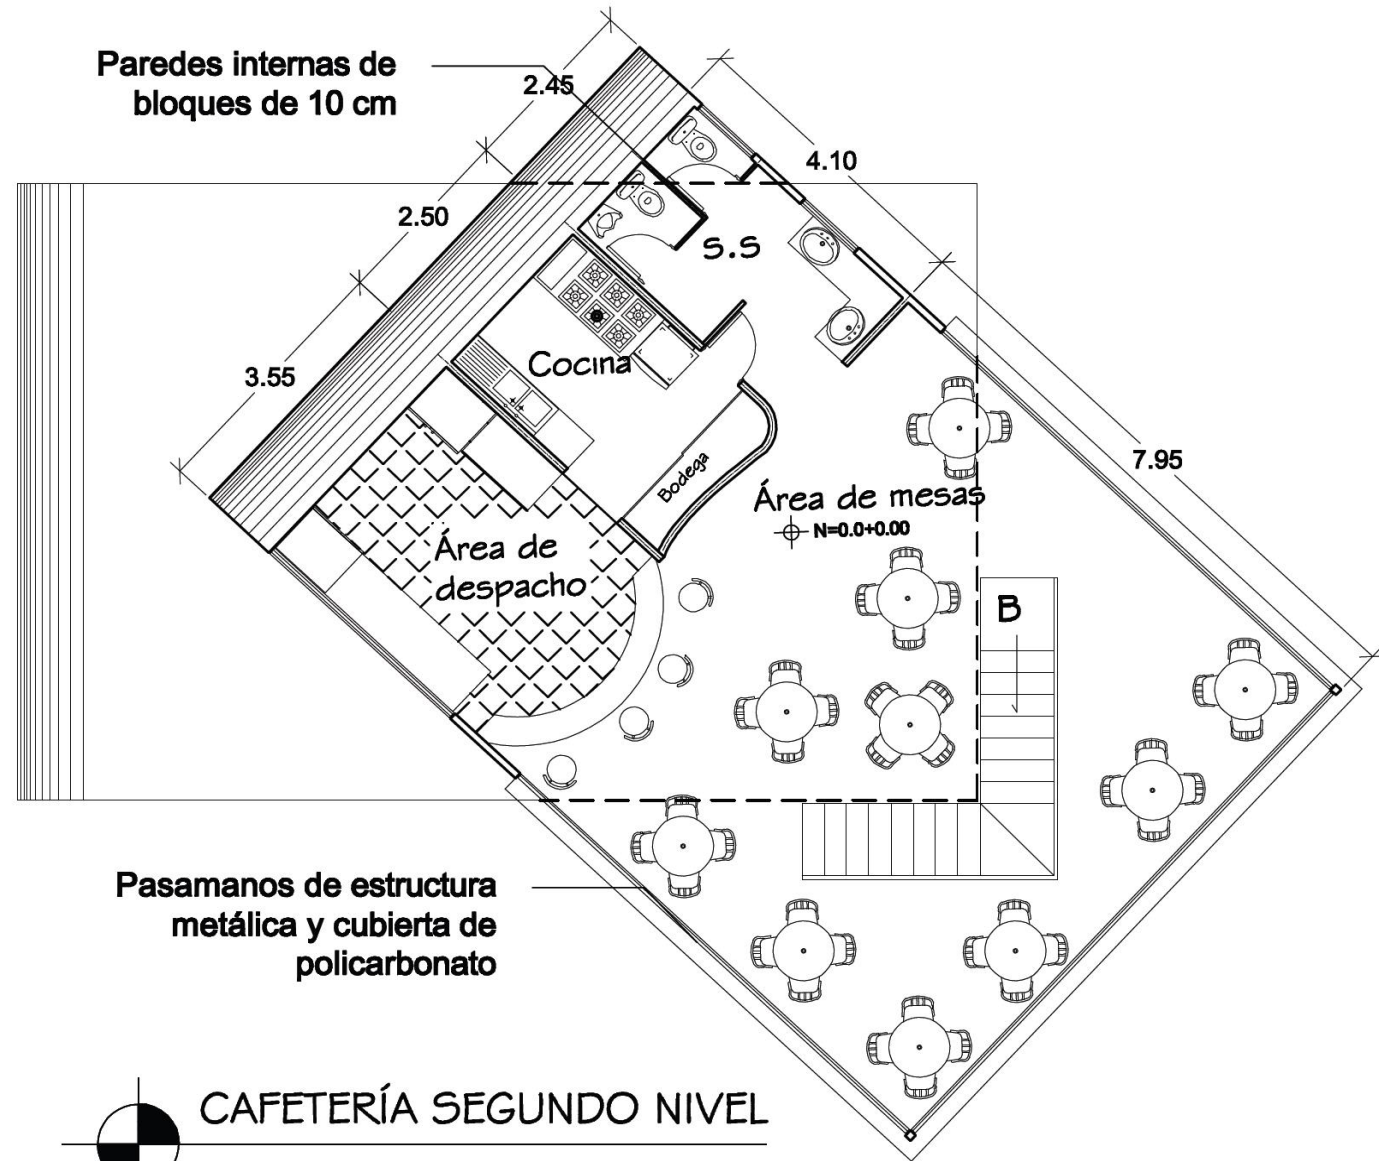 Paredes internas de
bloques de 10 cm
2.45
4.10
2.50
S.S
3.55
Cocina
7.95
Bodega
Área de mesas
N=0.0+0.00
Área de
despacho
B
Pasamanos de estructura
metálica y cubierta de
policarbonato
CAFETERÍA SEGUNDO NIVEL